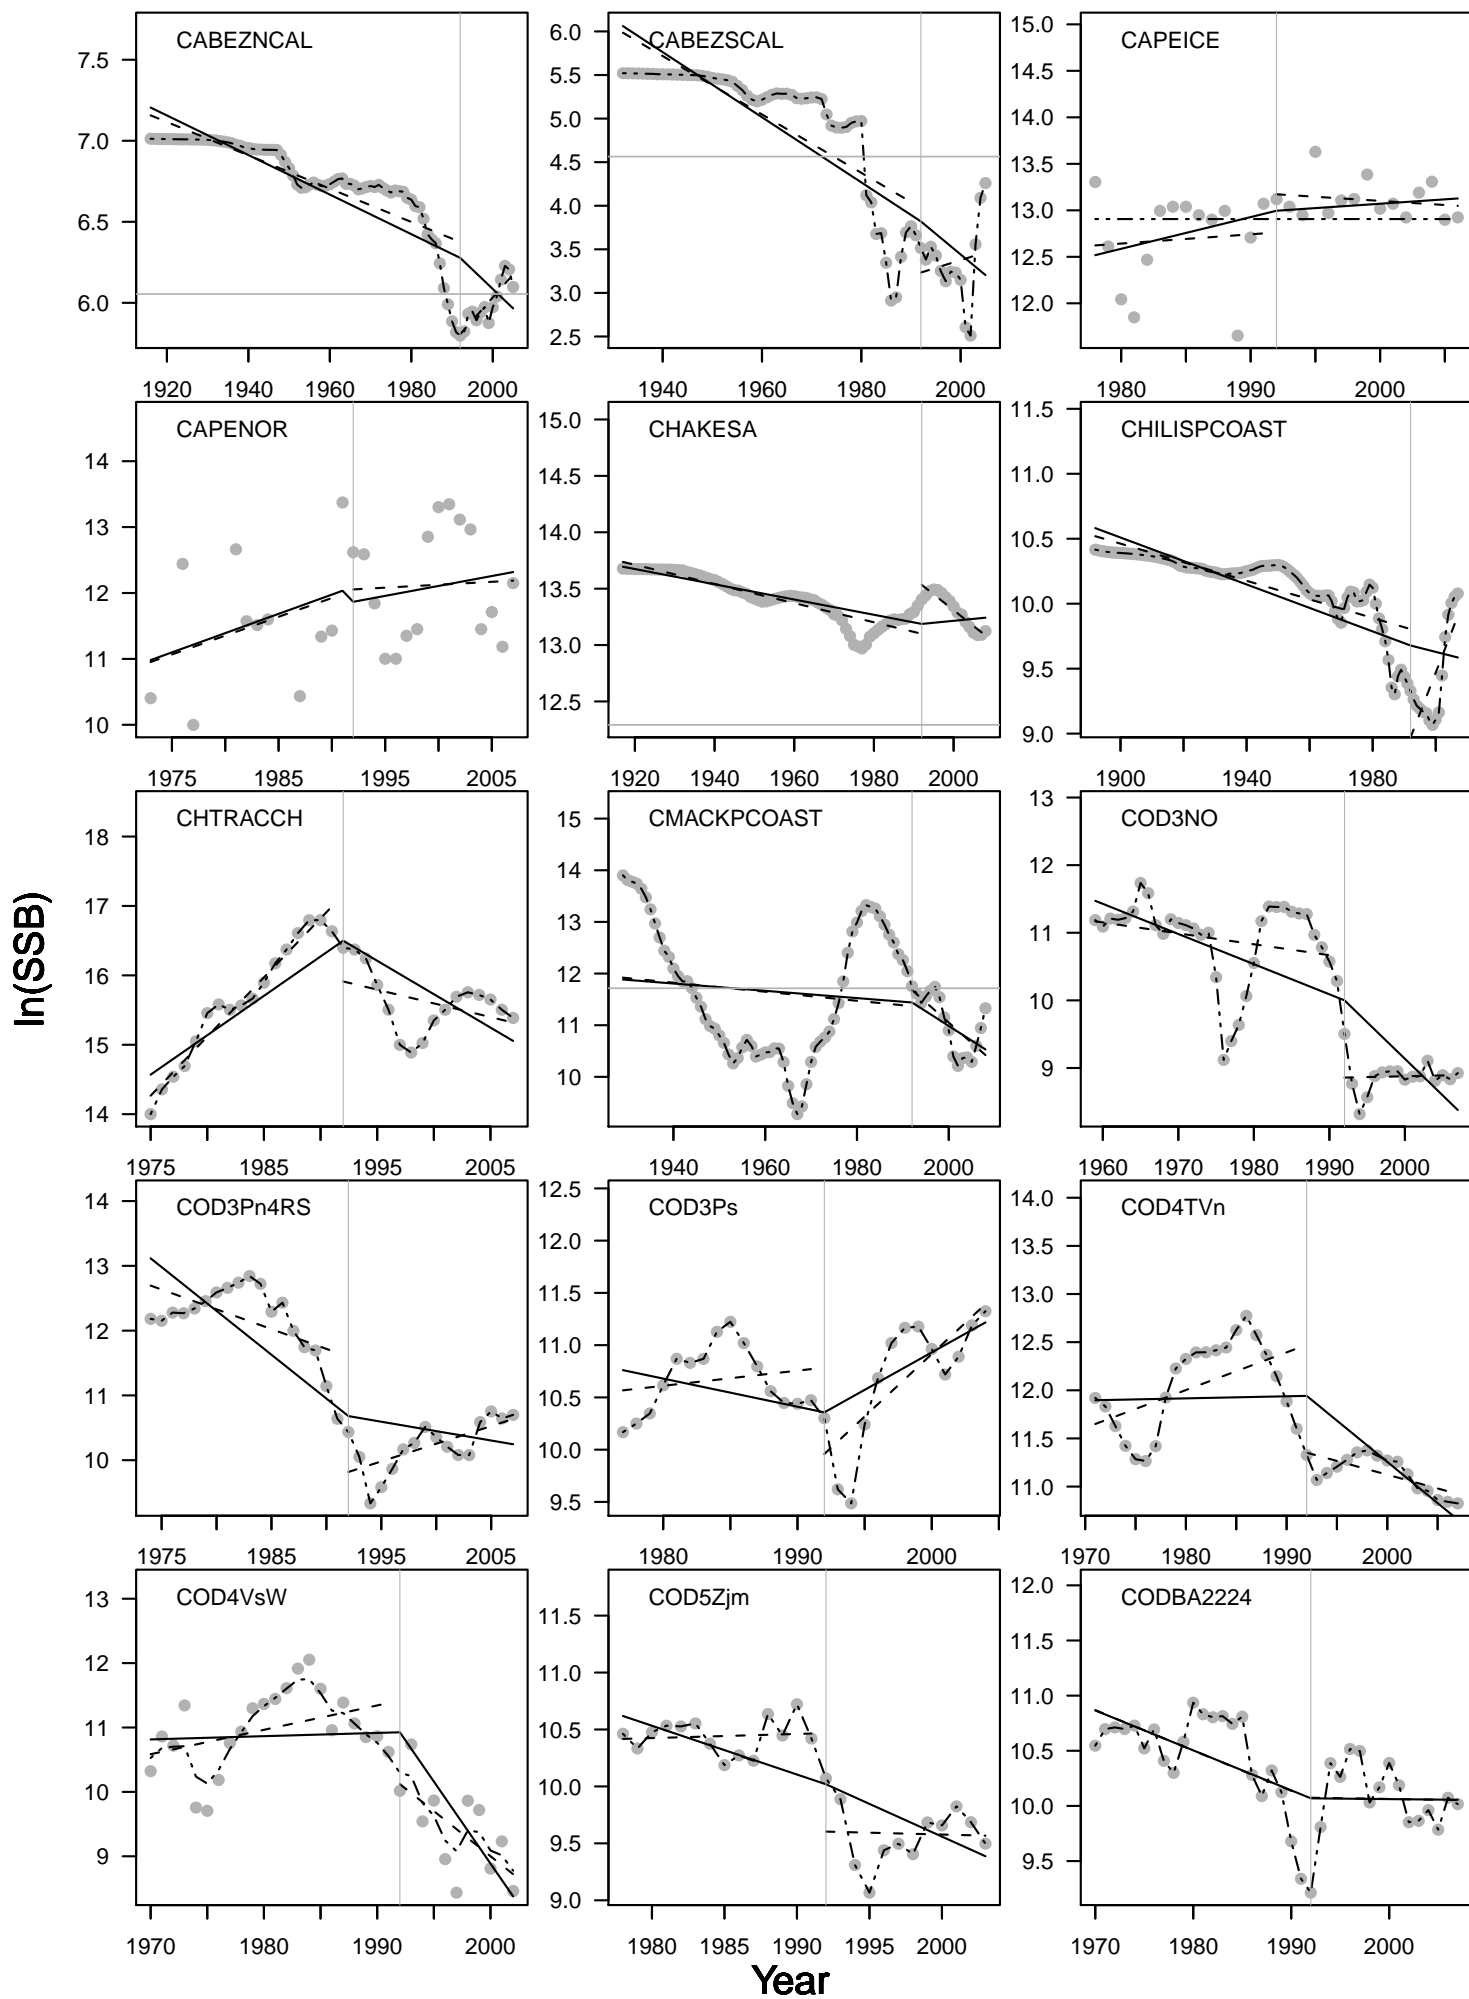 CABEZNCAL
7.5
7.0
6.5
6.0
1920 1940 1960 1980 2000
CABEZSCAL
6.0
5.5
5.0
4.5
4.0
3.5
3.0
2.5
1940 1960 1980 2000
CAPEICE
15.0
14.5
14.0
13.5
13.0
12.5
12.0
1980 1990 2000
CAPENOR
14
13
12
11
10
1975 1985 1995 2005
CHAKESA
15.0
14.5
14.0
13.5
13.0
12.5
1920 1940 1960 1980 2000
CHILISPCOAST
11.5
11.0
10.5
10.0
9.5
9.0
1900 1940 1980
CHTRACCH
18
17
16
15
14
1975 1985 1995 2005
CMACKPCOAST
15
14
13
12
11
10
1940 1960 1980 2000
COD3NO
13
12
11
10
9
1960 1970 1980 1990 2000
COD3Pn4RS
14
13
12
11
10
1975 1985 1995 2005
COD3Ps
12.5
12.0
11.5
11.0
10.5
10.0
9.5
1980 1990 2000
COD4TVn
14.0
13.5
13.0
12.5
12.0
11.5
11.0
1970 1980 1990 2000
COD4VsW
13
12
11
10
9
1970 1980 1990 2000
COD5Zjm
11.5
11.0
10.5
10.0
9.5
9.0
1980 1985 1990 1995 2000
CODBA2224
12.0
11.5
11.0
10.5
10.0
9.5
1970 1980 1990 2000
ln(SSB)
Year